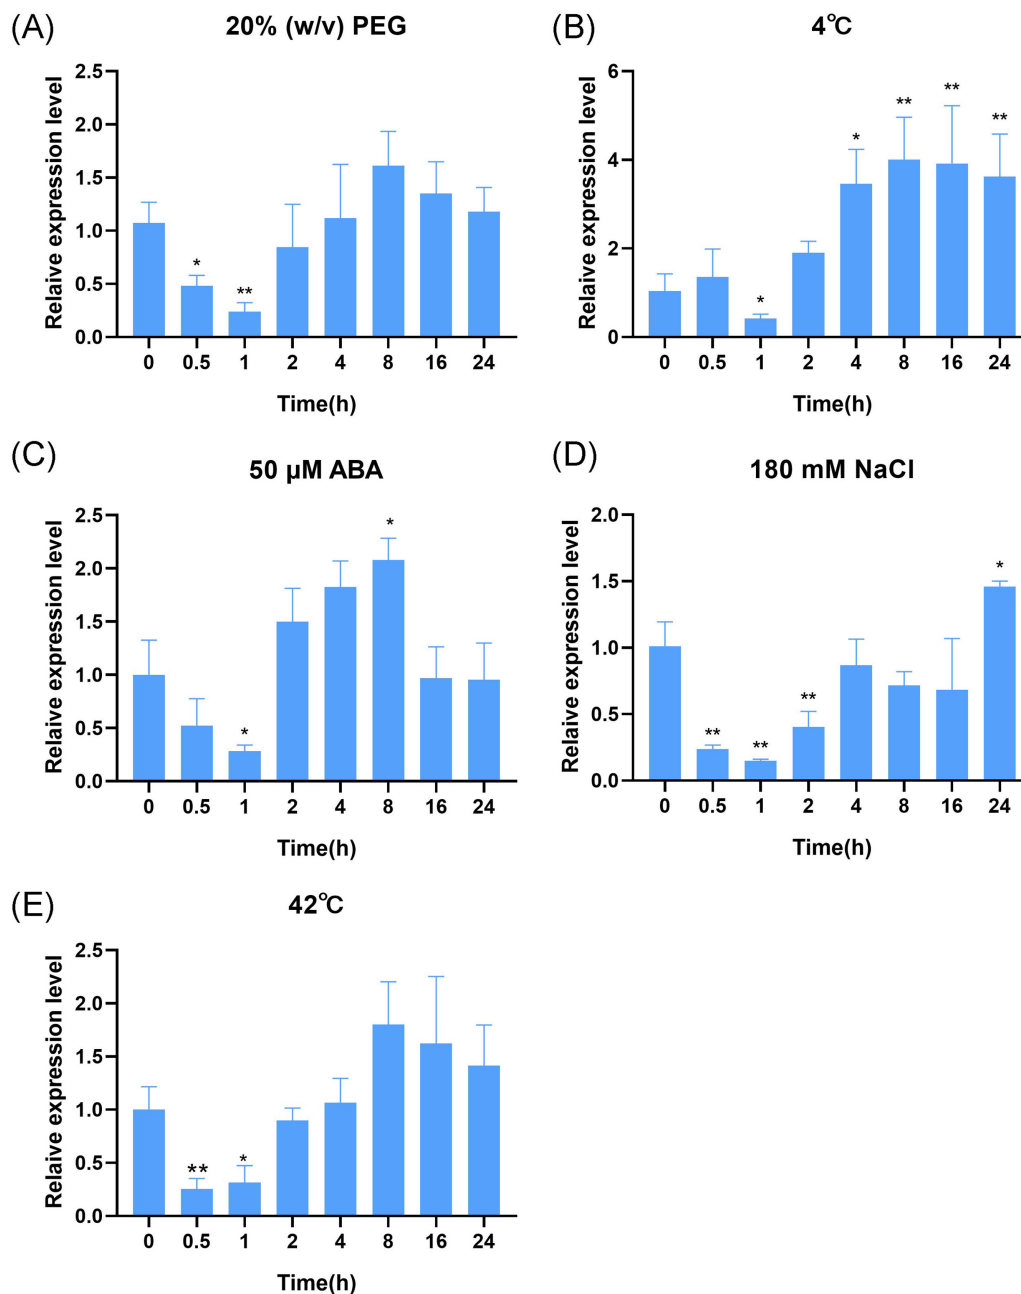 (A)
20% (w/v) PEG
Relaive expression level
2.5
2.0
1.5
1.0
0.5
0.0
* ** 
0 0.5 1 2 4 8 16 24
Time(h)
(B)
4℃
Relaive expression level
6
4
2
0
* * ** ** **
0 0.5 1 2 4 8 16 24
Time(h)
(C)
50 µM ABA
Relaive expression level
2.5
2.0
1.5
1.0
0.5
0.0
* *
0 0.5 1 2 4 8 16 24
Time(h)
(D)
180 mM NaCl
Relaive expression level
2.0
1.5
1.0
0.5
0.0
** ** ** *
0 0.5 1 2 4 8 16 24
Time(h)
(E)
42℃
Relaive expression level
2.5
2.0
1.5
1.0
0.5
0.0
** *
0 0.5 1 2 4 8 16 24
Time(h)